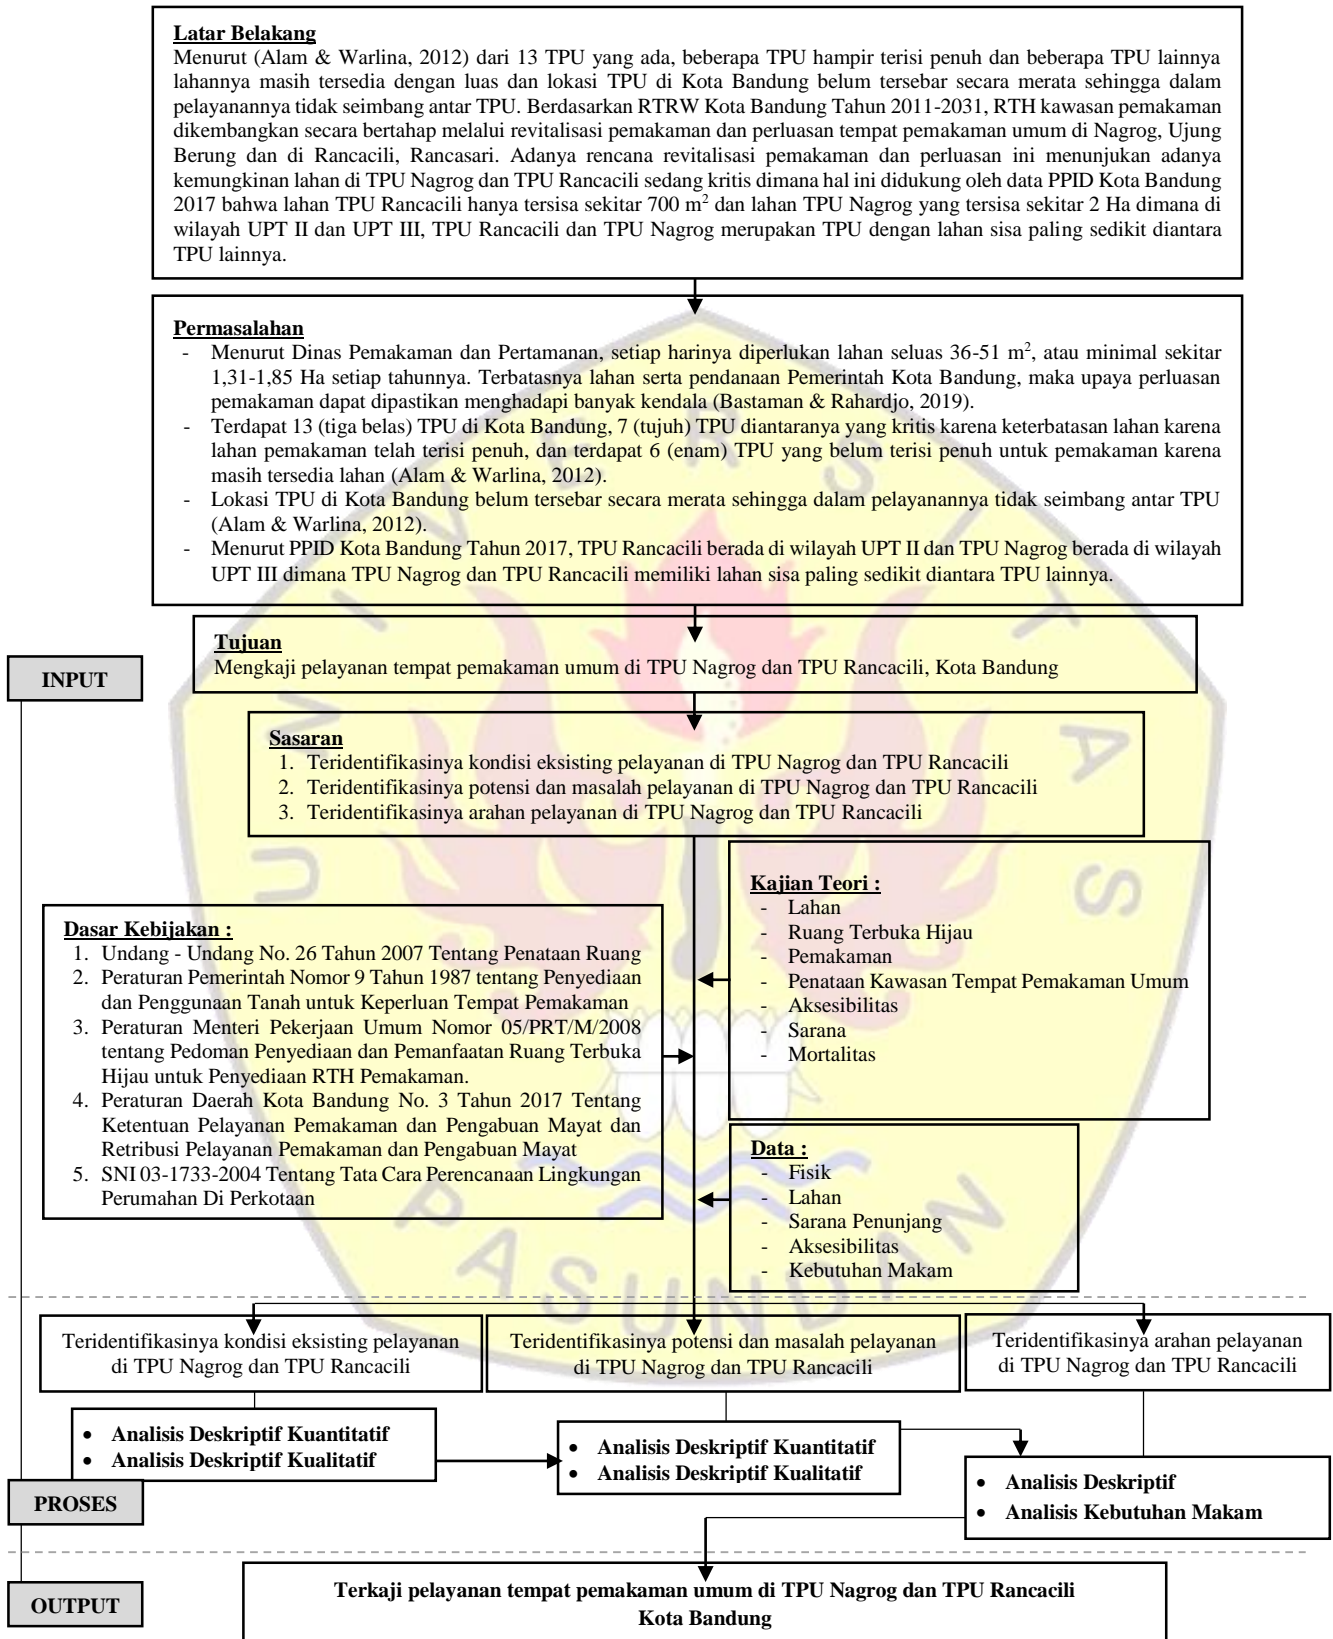 Latar Belakang
Menurut (Alam & Warlina, 2012) dari 13 TPU yang ada, beberapa TPU hampir terisi penuh dan beberapa TPU lainnya
lahannya masih tersedia dengan luas dan lokasi TPU di Kota Bandung belum tersebar secara merata sehingga dalam
pelayanannya tidak seimbang antar TPU. Berdasarkan RTRW Kota Bandung Tahun 2011-2031, RTH kawasan pemakaman
dikembangkan secara bertahap melalui revitalisasi pemakaman dan perluasan tempat pemakaman umum di Nagrog, Ujung
Berung dan di Rancacili, Rancasari. Adanya rencana revitalisasi pemakaman dan perluasan ini menunjukan adanya
kemungkinan lahan di TPU Nagrog dan TPU Rancacili sedang kritis dimana hal ini didukung oleh data PPID Kota Bandung
2017 bahwa lahan TPU Rancacili hanya tersisa sekitar 700 m² dan lahan TPU Nagrog yang tersisa sekitar 2 Ha dimana di
wilayah UPT II dan UPT III, TPU Rancacili dan TPU Nagrog merupakan TPU dengan lahan sisa paling sedikit diantara
TPU lainnya.
Permasalahan
- Menurut Dinas Pemakaman dan Pertamanan, setiap harinya diperlukan lahan seluas 36-51 m², atau minimal sekitar
1,31-1,85 Ha setiap tahunnya. Terbatasnya lahan serta pendanaan Pemerintah Kota Bandung, maka upaya perluasan
pemakaman dapat dipastikan menghadapi banyak kendala (Bastaman & Rahardjo, 2019).
- Terdapat 13 (tiga belas) TPU di Kota Bandung, 7 (tujuh) TPU diantaranya yang kritis karena keterbatasan lahan karena
lahan pemakaman telah terisi penuh, dan terdapat 6 (enam) TPU yang belum terisi penuh untuk pemakaman karena
masih tersedia lahan (Alam & Warlina, 2012).
- Lokasi TPU di Kota Bandung belum tersebar secara merata sehingga dalam pelayanannya tidak seimbang antar TPU
(Alam & Warlina, 2012).
- Menurut PPID Kota Bandung Tahun 2017, TPU Rancacili berada di wilayah UPT II dan TPU Nagrog berada di wilayah
UPT III dimana TPU Nagrog dan TPU Rancacili memiliki lahan sisa paling sedikit diantara TPU lainnya.
Tujuan
Mengkaji pelayanan tempat pemakaman umum di TPU Nagrog dan TPU Rancacili, Kota Bandung
INPUT
Sasaran
1. Teridentifikasinya kondisi eksisting pelayanan di TPU Nagrog dan TPU Rancacili
2. Teridentifikasinya potensi dan masalah pelayanan di TPU Nagrog dan TPU Rancacili
3. Teridentifikasinya arahan pelayanan di TPU Nagrog dan TPU Rancacili
Kajian Teori :
- Lahan
- Ruang Terbuka Hijau
- Pemakaman
- Penataan Kawasan Tempat Pemakaman Umum
- Aksesibilitas
- Sarana
- Mortalitas
Dasar Kebijakan :
1. Undang - Undang No. 26 Tahun 2007 Tentang Penataan Ruang
2. Peraturan Pemerintah Nomor 9 Tahun 1987 tentang Penyediaan
dan Penggunaan Tanah untuk Keperluan Tempat Pemakaman
3. Peraturan Menteri Pekerjaan Umum Nomor 05/PRT/M/2008
tentang Pedoman Penyediaan dan Pemanfaatan Ruang Terbuka
Hijau untuk Penyediaan RTH Pemakaman.
4. Peraturan Daerah Kota Bandung No. 3 Tahun 2017 Tentang
Ketentuan Pelayanan Pemakaman dan Pengabuan Mayat dan
Retribusi Pelayanan Pemakaman dan Pengabuan Mayat
5. SNI 03-1733-2004 Tentang Tata Cara Perencanaan Lingkungan
Perumahan Di Perkotaan
Data :
- Fisik
- Lahan
- Sarana Penunjang
- Aksesibilitas
- Kebutuhan Makam
Teridentifikasinya kondisi eksisting pelayanan
di TPU Nagrog dan TPU Rancacili
Teridentifikasinya potensi dan masalah pelayanan
di TPU Nagrog dan TPU Rancacili
Teridentifikasinya arahan pelayanan
di TPU Nagrog dan TPU Rancacili
• Analisis Deskriptif Kuantitatif
• Analisis Deskriptif Kualitatif
• Analisis Deskriptif Kuantitatif
• Analisis Deskriptif Kualitatif
• Analisis Deskriptif
• Analisis Kebutuhan Makam
PROSES
Terkaji pelayanan tempat pemakaman umum di TPU Nagrog dan TPU Rancacili
Kota Bandung
OUTPUT
UNIVERSITAS
PASUNDAN